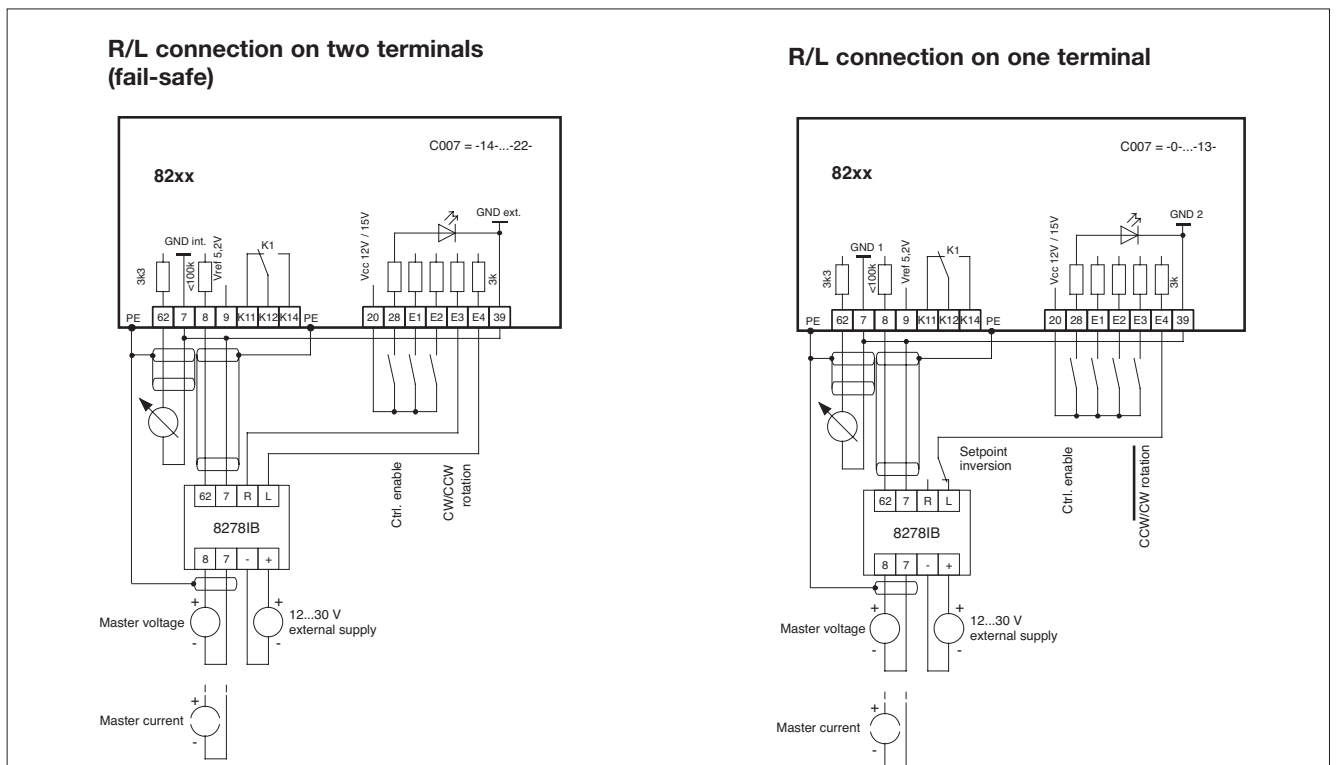 R/L connection on two terminals
(fail-safe)
C007 = -14-...-22-
82xx
GND ext.
GND int.
K1
3k3
<100k
Vref 5,2V
Vcc 12V / 15V
3k
PE
62 7 8 9 K11 K12 K14
PE
20 28 E1 E2 E3 E4 39
Ctrl. enable
CW/CCW
rotation
62 7 R L
8278IB
8 7 - +
+
+
Master voltage
12...30 V
external supply
-
-
+
Master current
-
R/L connection on one terminal
C007 = -0-...-13-
82xx
GND 2
GND 1
K1
3k3
<100k
Vref 5,2V
Vcc 12V / 15V
3k
PE
62 7 8 9 K11 K12 K14
PE
20 28 E1 E2 E3 E4 39
Setpoint
inversion
Ctrl. enable
CCW/CW rotation
62 7 R L
8278IB
8 7 - +
+
+
Master voltage
12...30 V
external supply
-
-
+
Master current
-